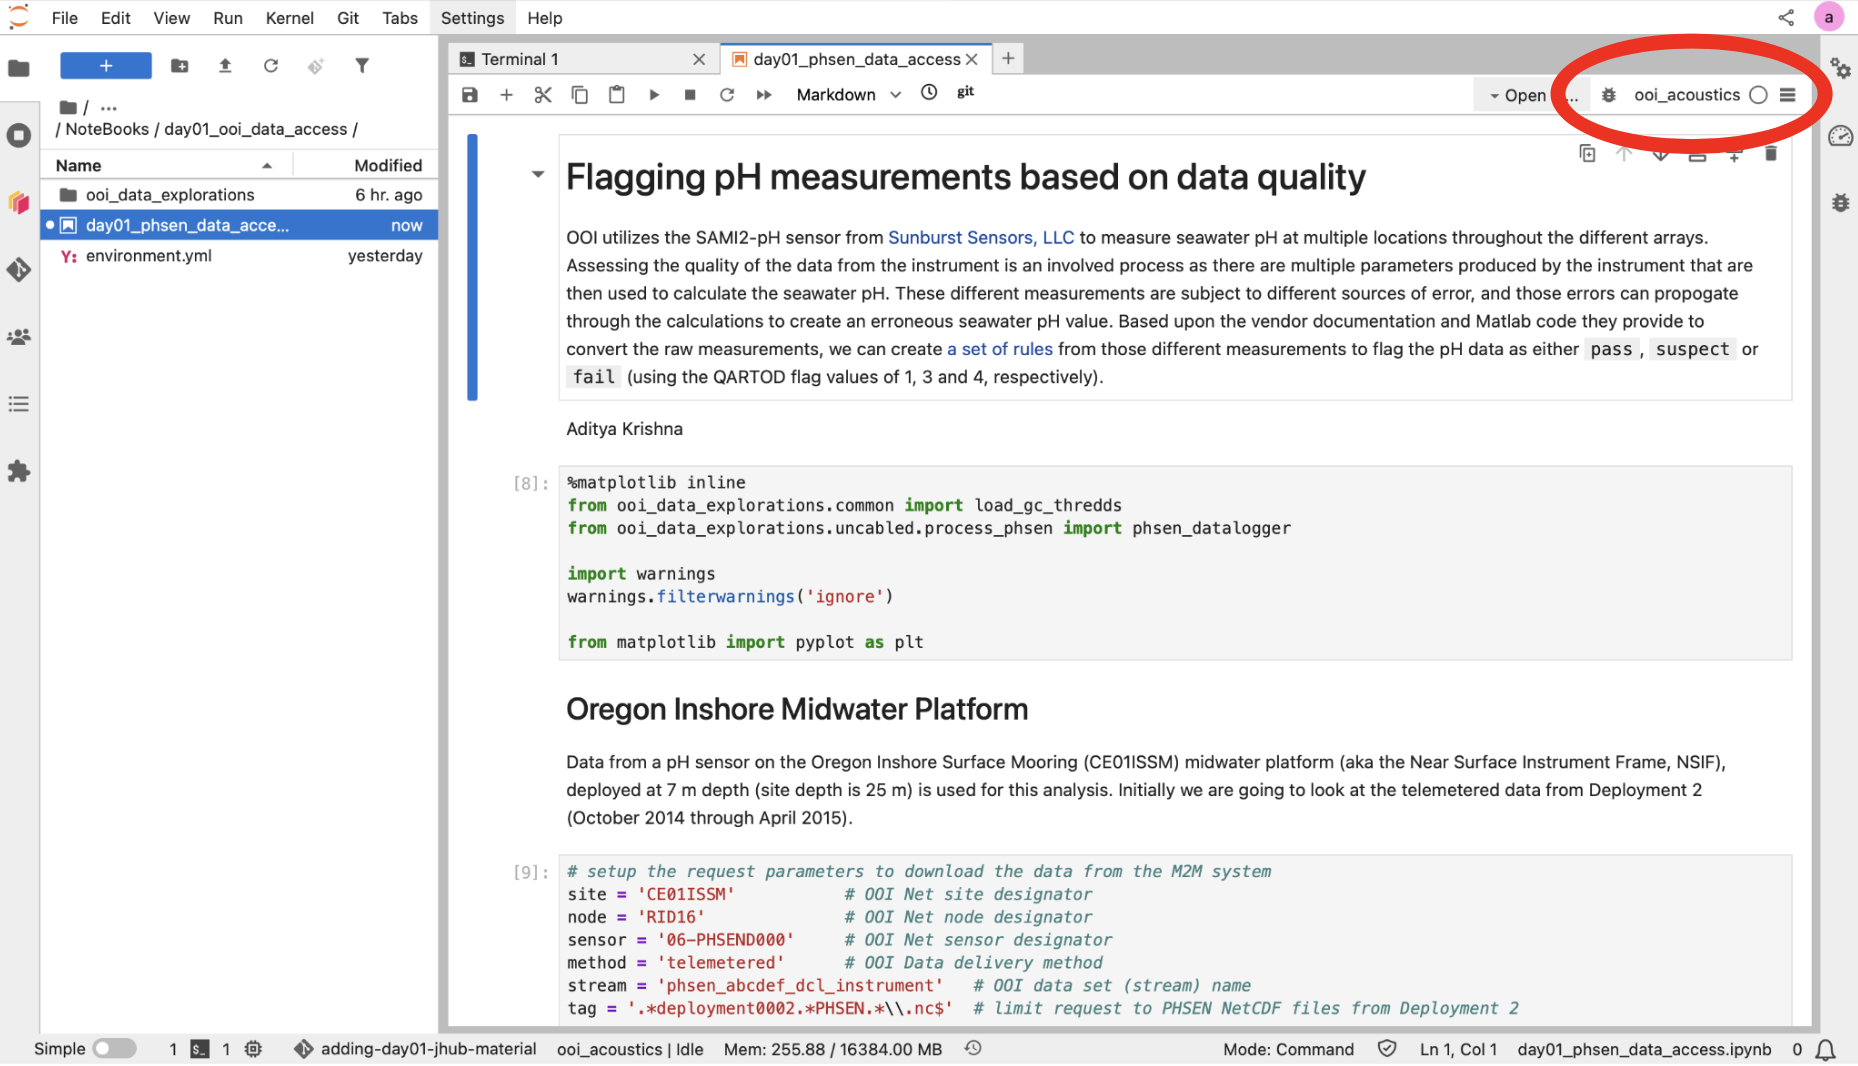 File Edit View Run Kernel Git Tabs Settings Help
a
+
/ ...
/ NoteBooks / day01_ooi_data_access /
Name Modified
ooi_data_explorations 6 hr. ago
day01_phsen_data_acce... now
Y: environment.yml yesterday
Terminal 1
day01_phsen_data_access
Markdown git
Open ...
ooi_acoustics
Flagging pH measurements based on data quality
OOI utilizes the SAMI2-pH sensor from Sunburst Sensors, LLC to measure seawater pH at multiple locations throughout the different arrays.
Assessing the quality of the data from the instrument is an involved process as there are multiple parameters produced by the instrument that are
then used to calculate the seawater pH. These different measurements are subject to different sources of error, and those errors can propogate
through the calculations to create an erroneous seawater pH value. Based upon the vendor documentation and Matlab code they provide to
convert the raw measurements, we can create a set of rules from those different measurements to flag the pH data as either pass , suspect or
fail (using the QARTOD flag values of 1, 3 and 4, respectively).
Aditya Krishna
[8]: %matplotlib inline
from ooi_data_explorations.common import load_gc_thredds
from ooi_data_explorations.uncabled.process_phsen import phsen_datalogger
import warnings
warnings.filterwarnings('ignore')
from matplotlib import pyplot as plt
Oregon Inshore Midwater Platform
Data from a pH sensor on the Oregon Inshore Surface Mooring (CE01ISSM) midwater platform (aka the Near Surface Instrument Frame, NSIF),
deployed at 7 m depth (site depth is 25 m) is used for this analysis. Initially we are going to look at the telemetered data from Deployment 2
(October 2014 through April 2015).
[9]: # setup the request parameters to download the data from the M2M system
site = 'CE01ISSM' # OOI Net site designator
node = 'RID16' # OOI Net node designator
sensor = '06-PHSEND000' # OOI Net sensor designator
method = 'telemetered' # OOI Data delivery method
stream = 'phsen_abcdef_dcl_instrument' # OOI data set (stream) name
tag = '.*deployment0002.*PHSEN.*\\.nc$' # limit request to PHSEN NetCDF files from Deployment 2
Simple 1 $_ 1 adding-day01-jhub-material ooi_acoustics | Idle Mem: 255.88 / 16384.00 MB Mode: Command Ln 1, Col 1 day01_phsen_data_access.ipynb 0